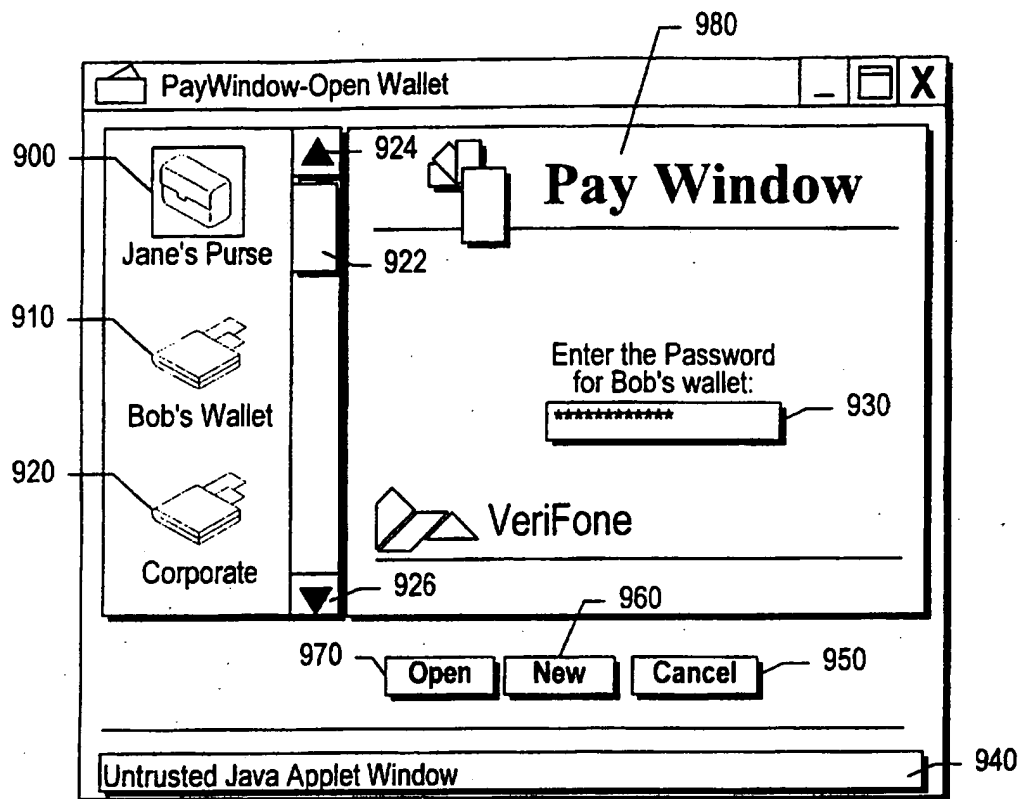 980
PayWindow-Open Wallet
_ X
900
924
Pay Window
Jane's Purse
922
910
Enter the Password
for Bob's wallet:
************
930
Bob's Wallet
920
VeriFone
Corporate
926
960
970
Open
New
Cancel
950
Untrusted Java Applet Window
940